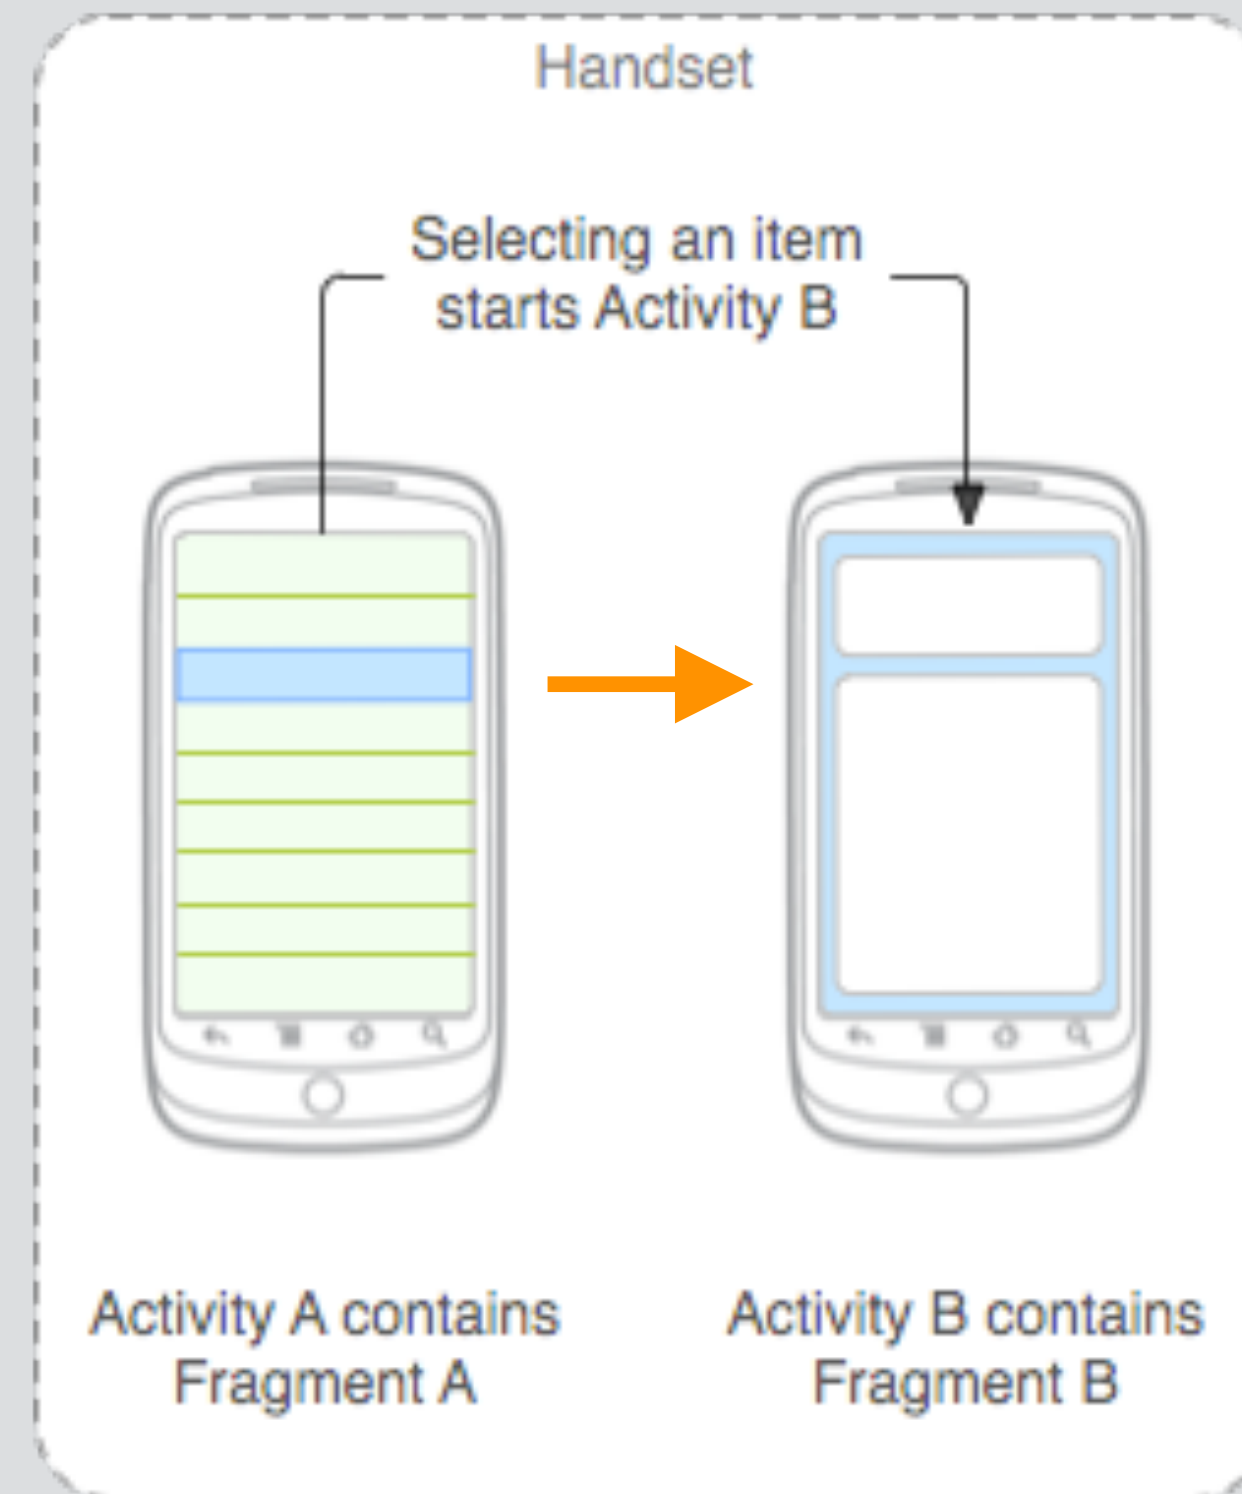 Handset
Selecting an item
starts Activity B
Activity A contains
Fragment A
Activity B contains
Fragment B